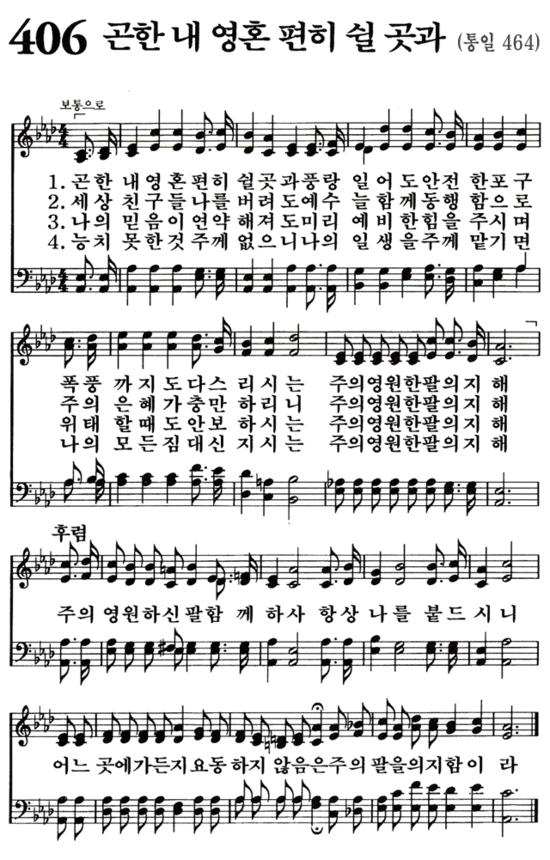 406 곤한 내 영혼 편히 쉴 곳과 (통일 464)
보통으로
1. 곤한 내영혼편히 쉴곳과풍랑 일어도안전 한포구
2. 세상 친구들나를 버려도예수 늘함께동행 함으로
3. 나의 믿음이연약 해져도미리 예비한힘을 주시며
4. 능치 못한것주께 없으니나의 일생을주께 맡기면
폭풍 까지도다스 리시는 주의영원한팔의지 해
주의 은혜가충만 하리니 주의영원한팔의지 해
위태 할때도안보 하시는 주의영원한팔의지 해
나의 모든짐대신 지시는 주의영원한팔의지 해
후렴
주의 영원하신팔함 께 하사 항상 나를 붙드시니
어느 곳에가든지요동하지 않음은주의 팔을의지함이 라